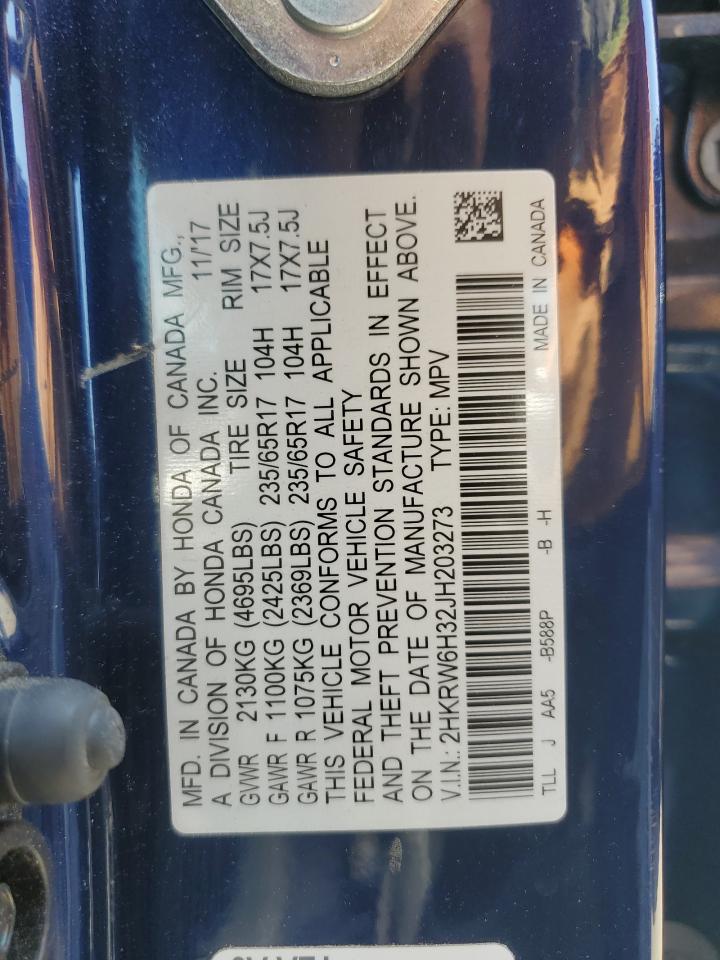 MFD. IN CANADA BY HONDA OF CANADA MFG.,
A DIVISION OF HONDA CANADA INC. 11/17
GVWR 2130KG (4695LBS) TIRE SIZE RIM SIZE
GAWR F 1100KG (2425LBS) 235/65R17 104H 17X7.5J
GAWR R 1075KG (2369LBS) 235/65R17 104H 17X7.5J
THIS VEHICLE CONFORMS TO ALL APPLICABLE
FEDERAL MOTOR VEHICLE SAFETY
AND THEFT PREVENTION STANDARDS IN EFFECT
ON THE DATE OF MANUFACTURE SHOWN ABOVE.
V.I.N.: 2HKRW6H32JH203273 TYPE: MPV
TLL J AA5 -B588P -B -H MADE IN CANADA